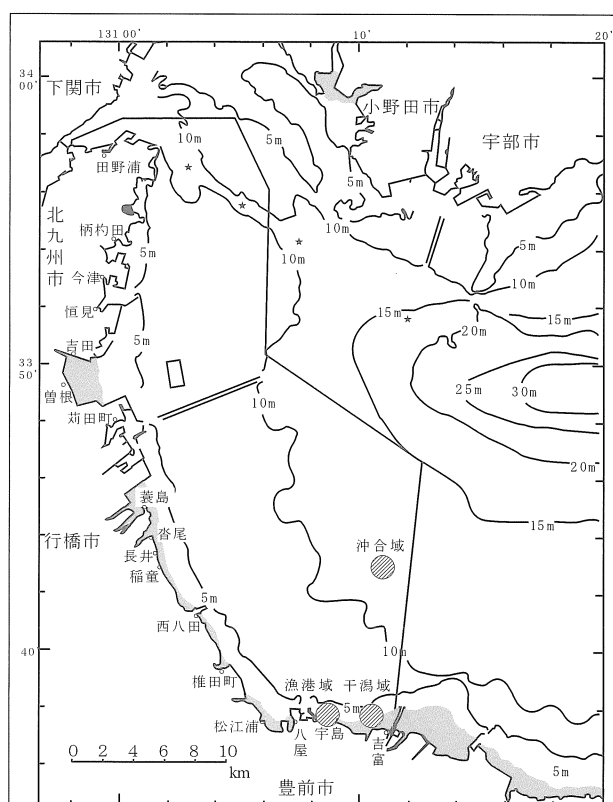 131 00′
10′
20′
34
00′
下関市
小野田市
宇部市
10m
5m
田野浦
5m
北九州市
柄杓田
5m
10m
10m
5m
10m
今津
15m
15m
恒見
20m
5m
吉田
33
50′
25m
30m
曽根
10m
苅田町
20m
蓑島
15m
沓尾
行橋市
沖合域
長井
稲童
5m
西八田
40′
10m
椎田町
漁港域
干潟域
5m
松江浦
八屋
宇島
吉富
0 2 4 6 8 10
km
5m
豊前市